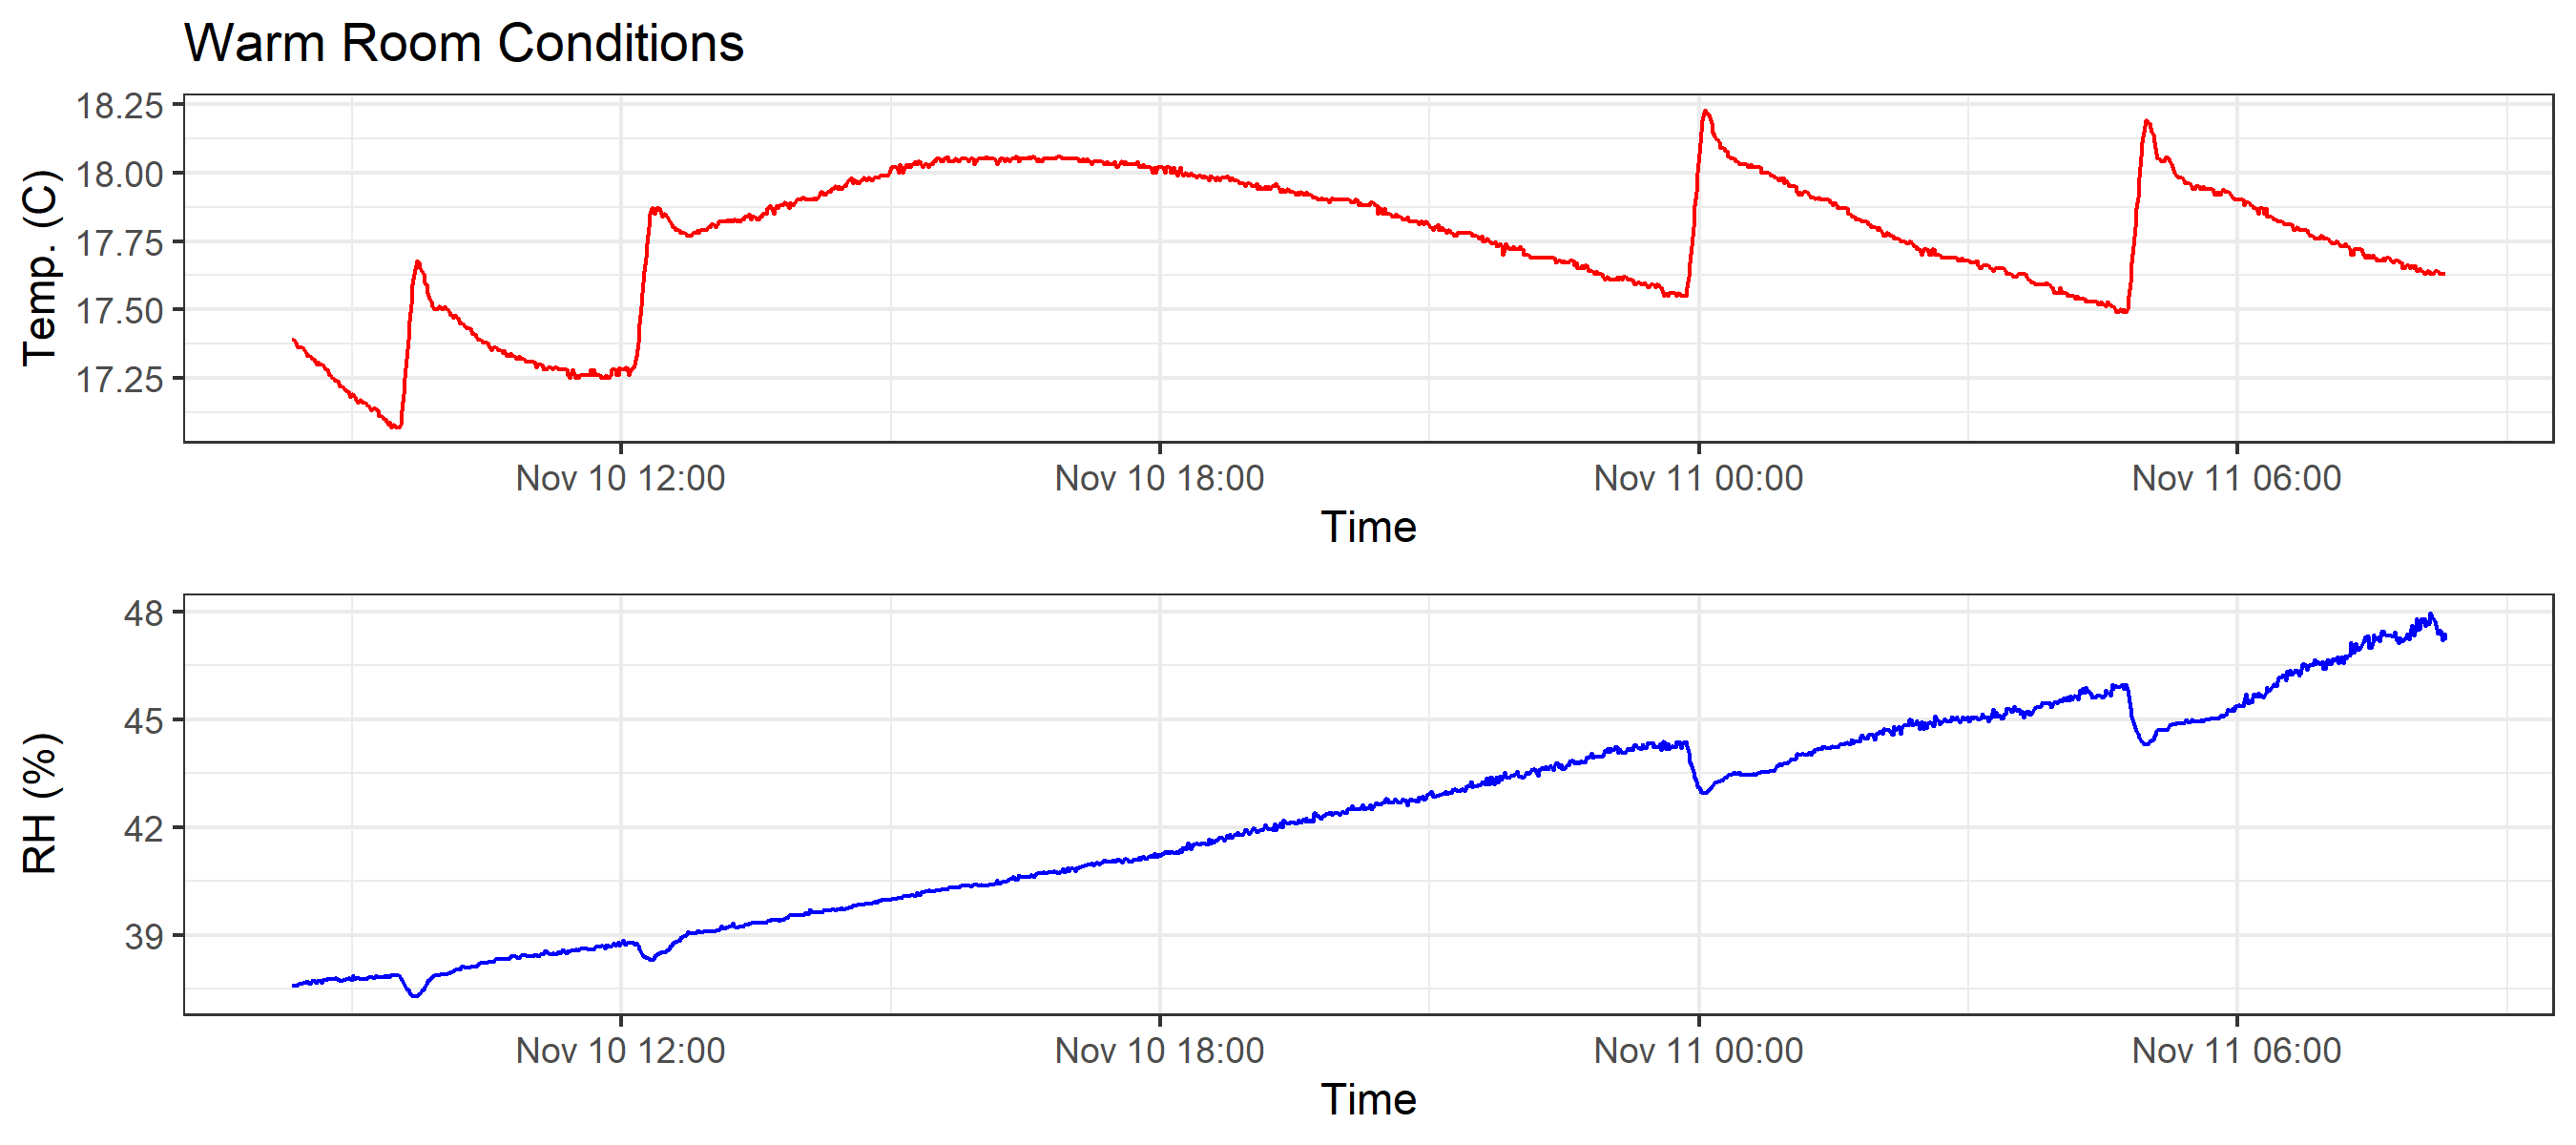 Warm Room Conditions
Temp. (C)
18.25
18.00
17.75
17.50
17.25
Nov 10 12:00 Nov 10 18:00 Nov 11 00:00 Nov 11 06:00
Time
RH (%)
48
45
42
39
Nov 10 12:00 Nov 10 18:00 Nov 11 00:00 Nov 11 06:00
Time